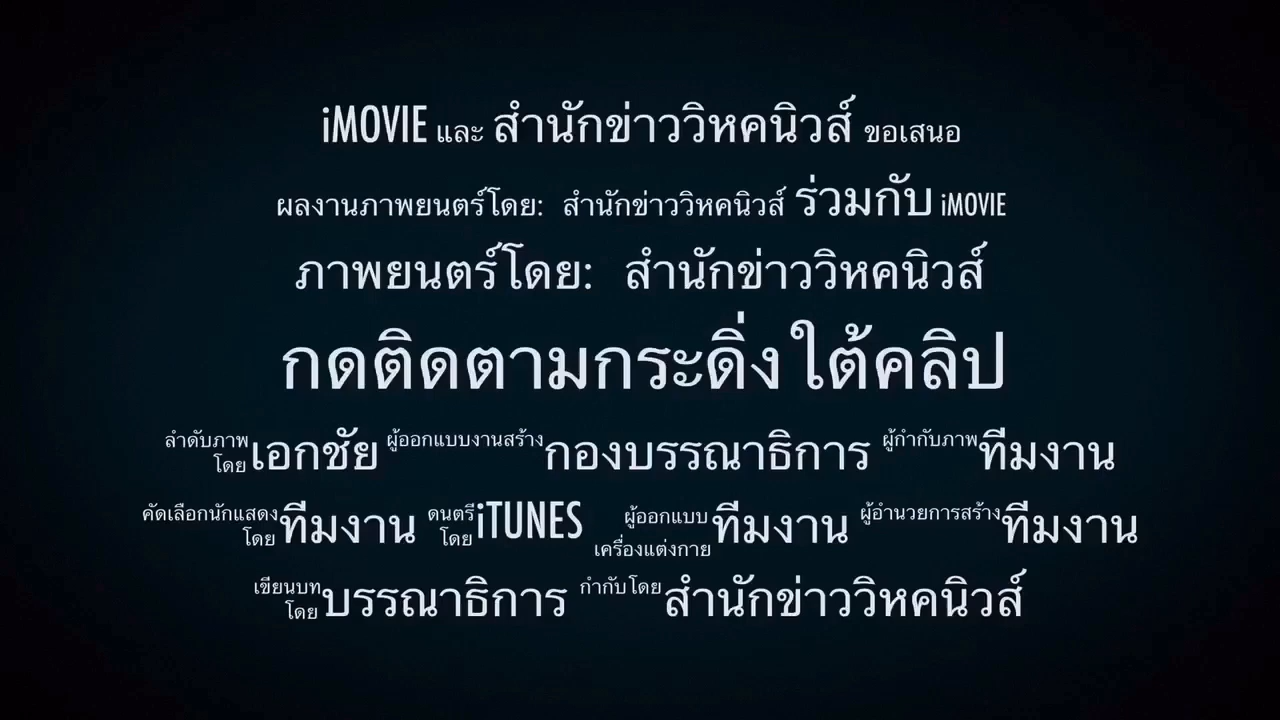 iMOVIE และ สำนักข่าววิหคนิวส์ ขอเสนอ
ผลงานภาพยนตร์โดย: สำนักข่าววิหคนิวส์ ร่วมกับ iMOVIE
ภาพยนตร์โดย: สำนักข่าววิหคนิวส์
กดติดตามกระดิ่ง ใต้คลิป
ลำดับภาพโดย เอกชัย ผู้ออกแบบงานสร้าง กองบรรณาธิการ ผู้กำกับภาพ ทีมงาน
คัดเลือกนักแสดงโดย ทีมงาน ดนตรีโดย iTUNES ผู้ออกแบบเครื่องแต่งกาย ทีมงาน ผู้อำนวยการสร้าง ทีมงาน
เขียนบทโดย บรรณาธิการ กำกับโดย สำนักข่าววิหคนิวส์